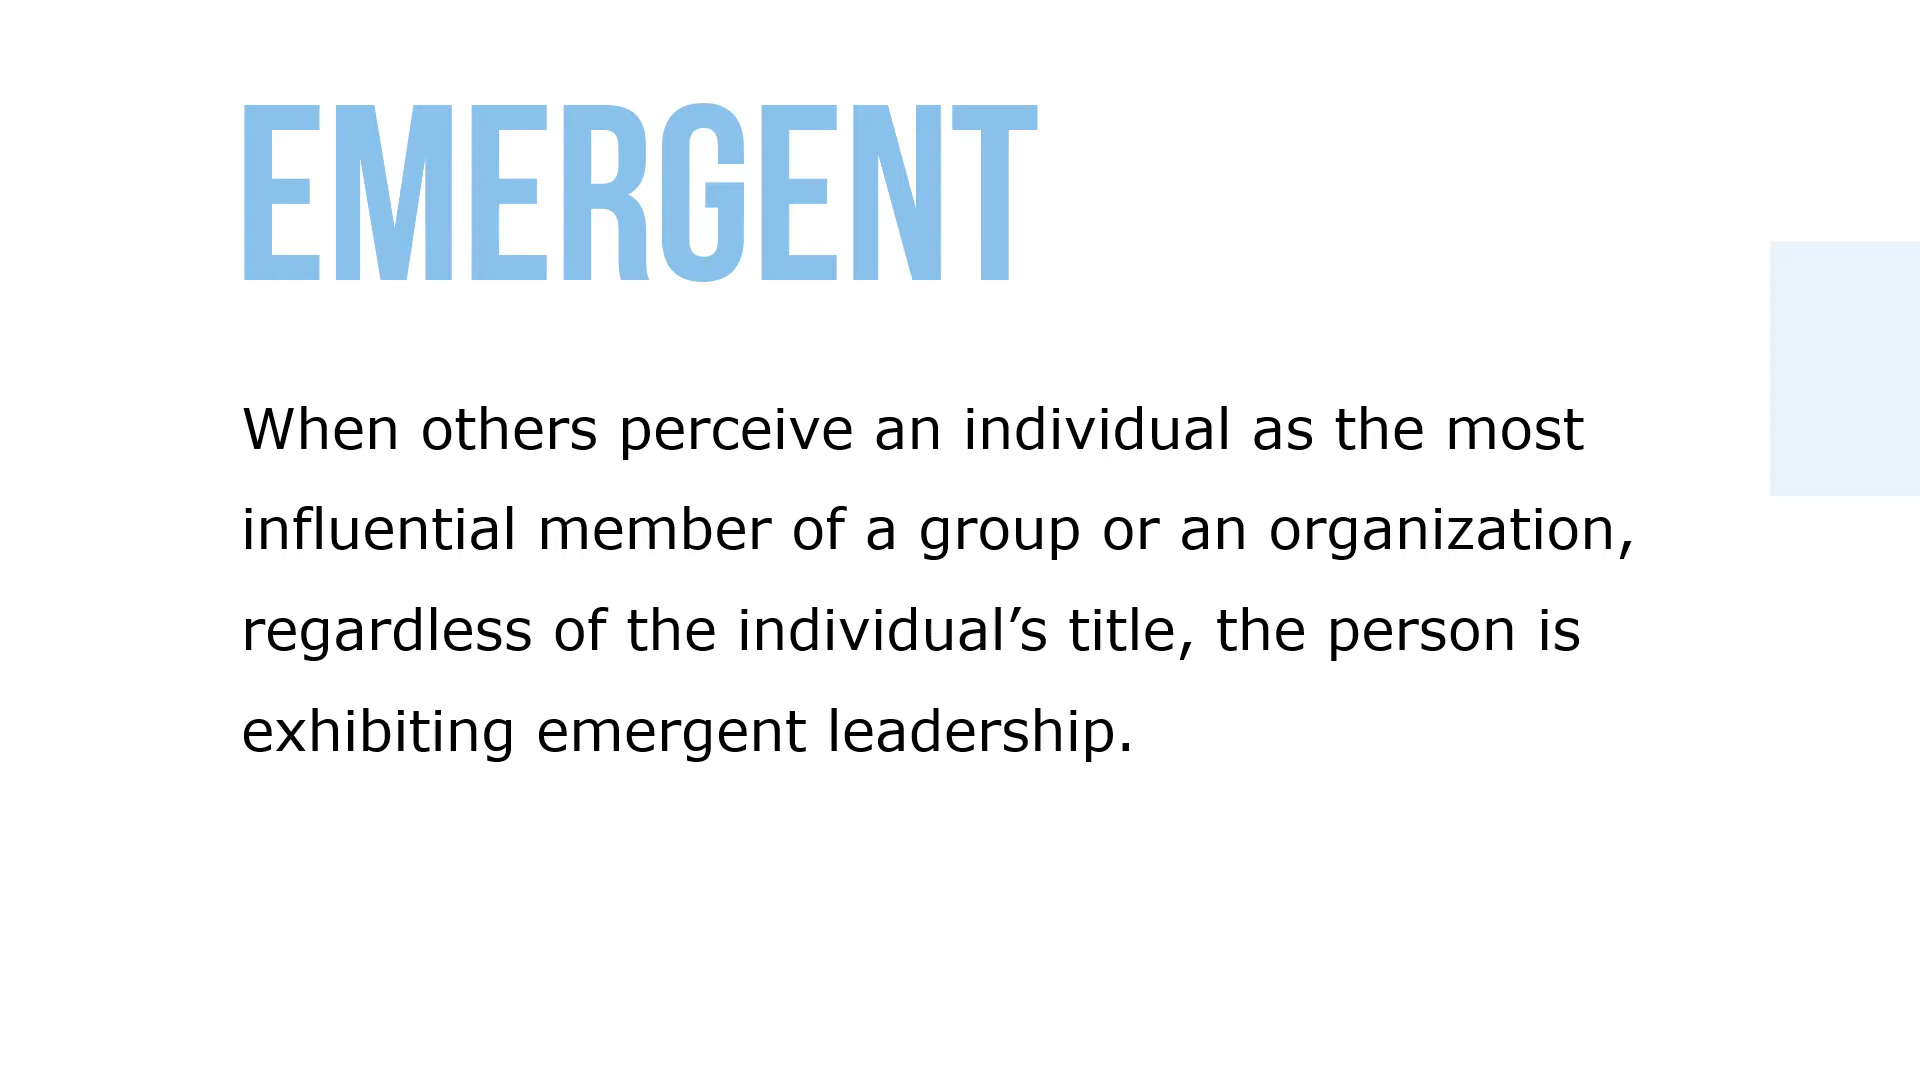 EMERGENT
When others perceive an individual as the most
influential member of a group or an organization,
regardless of the individual’s title, the person is
exhibiting emergent leadership.